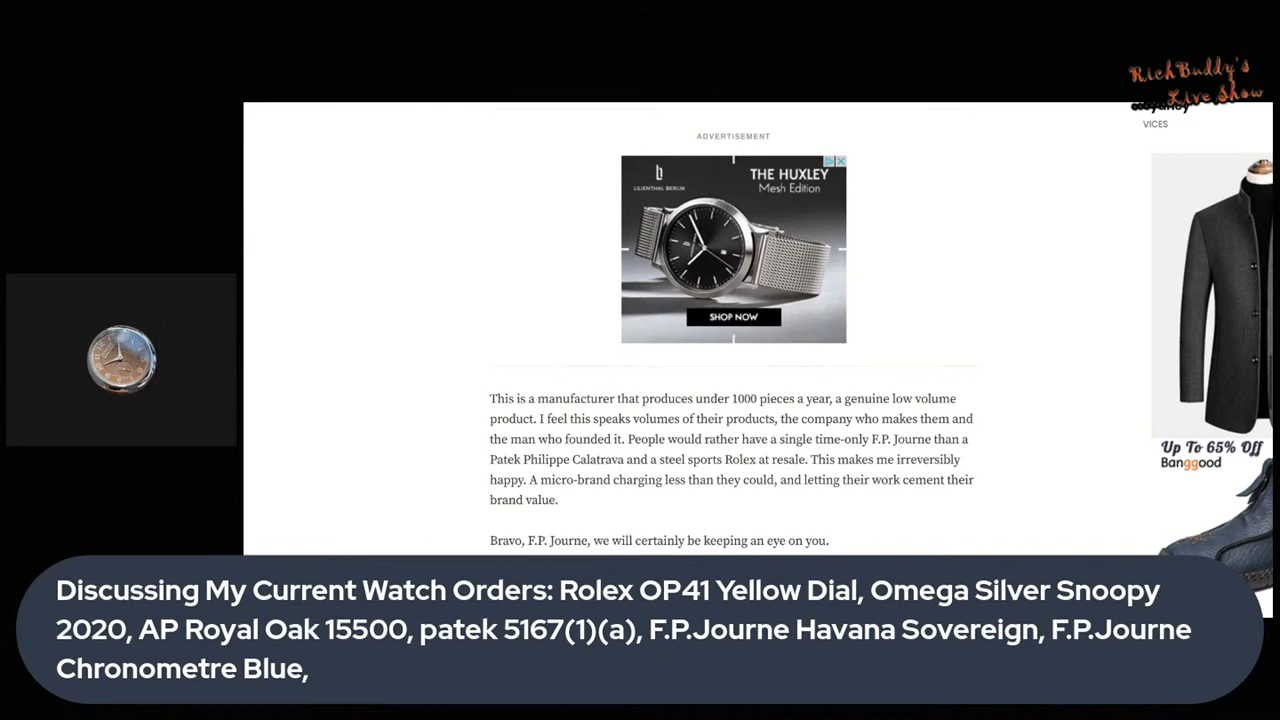 RichBuddy's
Live Show
VICES
ADVERTISEMENT
LILIENTHAL BERLIN
THE HUXLEY
Mesh Edition
SHOP NOW
This is a manufacturer that produces under 1000 pieces a year, a genuine low volume
product. I feel this speaks volumes of their products, the company who makes them and
the man who founded it. People would rather have a single time-only F.P. Journe than a
Patek Philippe Calatrava and a steel sports Rolex at resale. This makes me irreversibly
happy. A micro-brand charging less than they could, and letting their work cement their
brand value.
Bravo, F.P. Journe, we will certainly be keeping an eye on you.
Up To 65% Off
Banggood
Discussing My Current Watch Orders: Rolex OP41 Yellow Dial, Omega Silver Snoopy
2020, AP Royal Oak 15500, patek 5167(1)(a), F.P.Journe Havana Sovereign, F.P.Journe
Chronometre Blue,